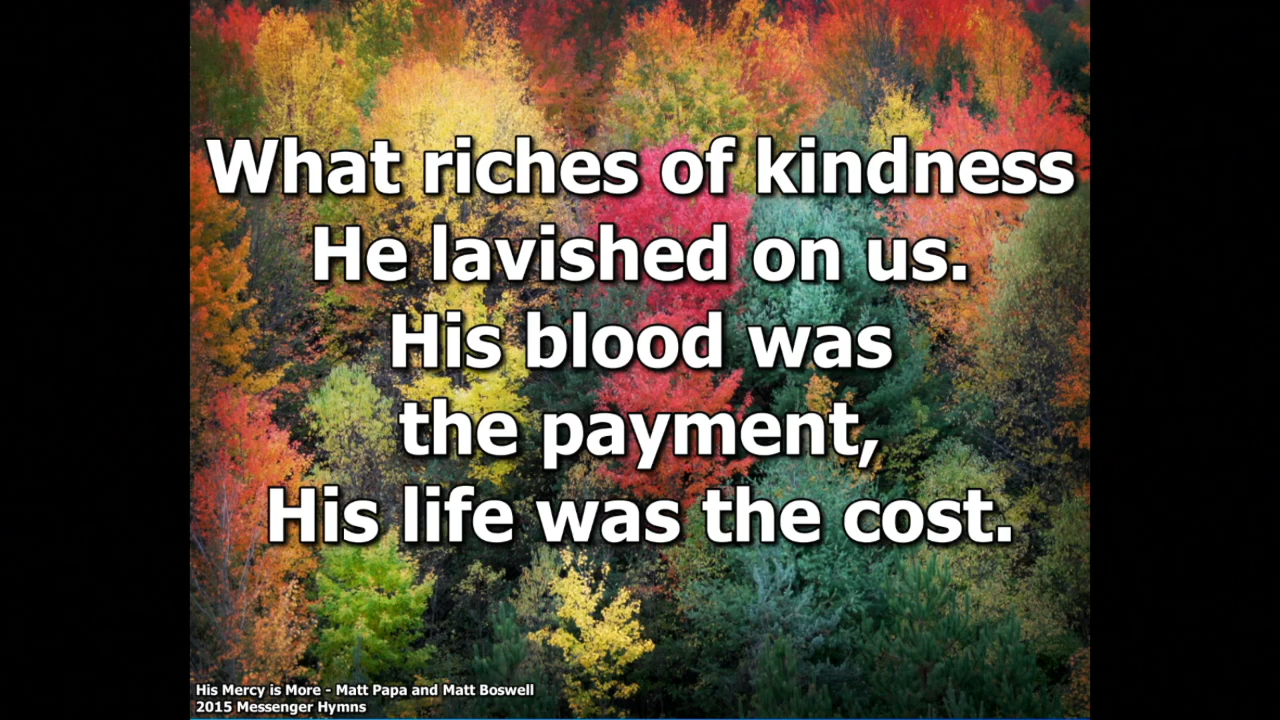 What riches of kindness
He lavished on us.
His blood was
the payment,
His life was the cost.
His Mercy is More - Matt Papa and Matt Boswell
2015 Messenger Hymns